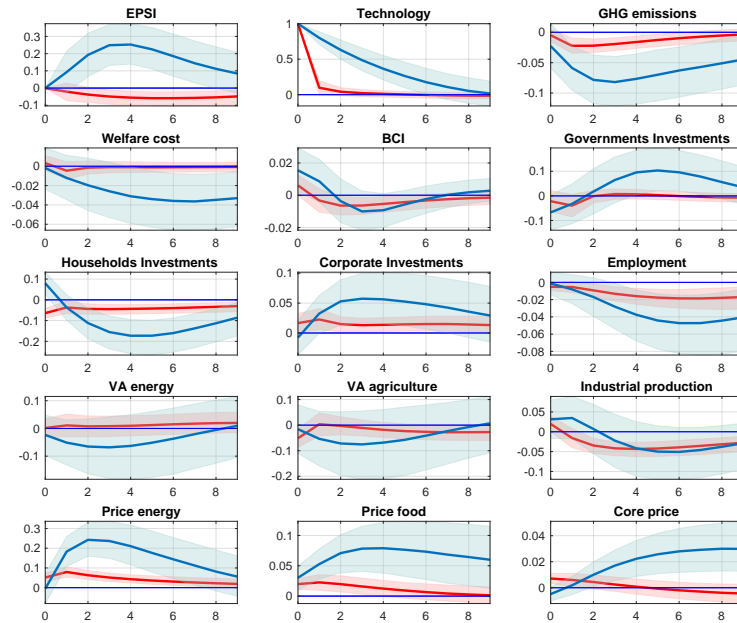 EPSI Technology GHG emissions
0.3
0.2
0.1
0
-0.1
0 2 4 6 8
1
0.5
0
0 2 4 6 8
0
-0.05
-0.1
0 2 4 6 8
Welfare cost BCI Governments Investments
0
-0.02
-0.04
-0.06
0 2 4 6 8
0.02
0
-0.02
0 2 4 6 8
0.1
0
-0.1
0 2 4 6 8
Households Investments Corporate Investments Employment
0.1
0
-0.1
-0.2
0 2 4 6 8
0.1
0.05
0
0 2 4 6 8
0
-0.02
-0.04
-0.06
-0.08
0 2 4 6 8
VA energy VA agriculture Industrial production
0.1
0
-0.1
0 2 4 6 8
0.1
0
-0.1
-0.2
0 2 4 6 8
0.05
0
-0.05
-0.1
0 2 4 6 8
Price energy Price food Core price
0.3
0.2
0.1
0
0 2 4 6 8
0.1
0.05
0
0 2 4 6 8
0.04
0.02
0
0 2 4 6 8